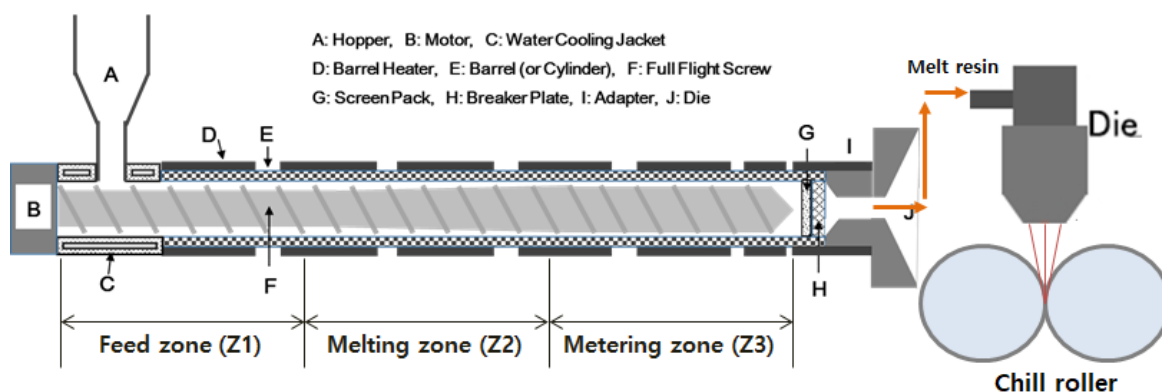 A: Hopper, B: Motor, C: Water Cooling Jacket
D: Barrel Heater, E: Barrel (or Cylinder), F: Full Flight Screw
G: Screen Pack, H: Breaker Plate, I: Adapter, J: Die
Melt resin
A
Die
D
E
G
I
B
J
C
F
H
Feed zone (Z1)
Melting zone (Z2)
Metering zone (Z3)
Chill roller